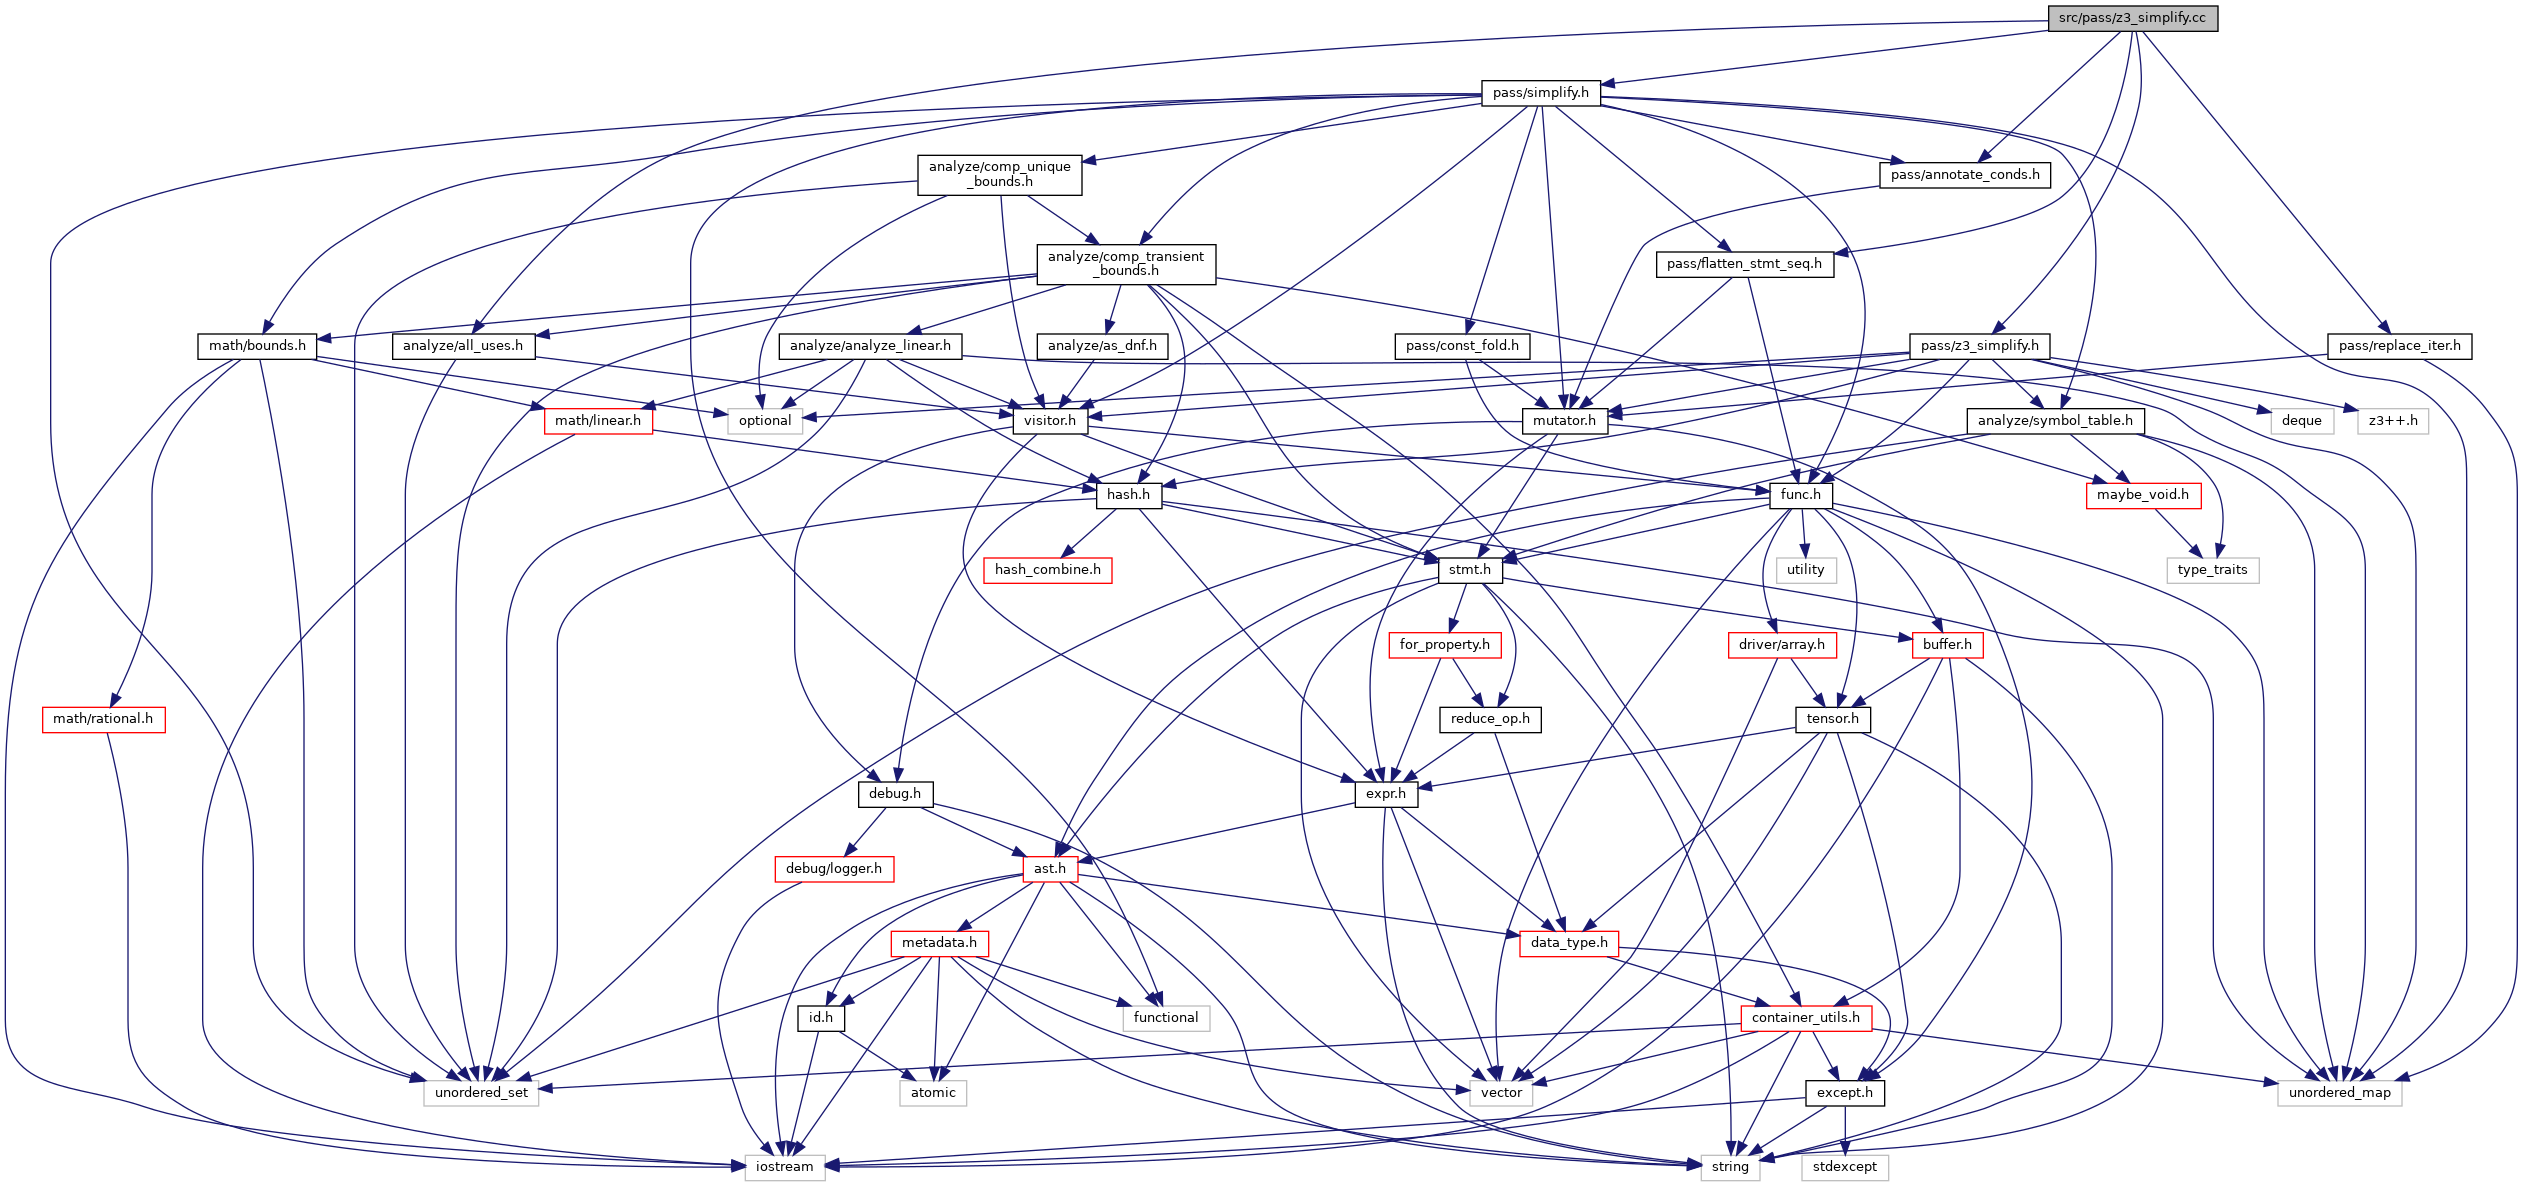 src/pass/z3_simplify.cc
pass/simplify.h
analyze/comp_unique
_bounds.h
pass/annotate_conds.h
analyze/comp_transient
_bounds.h
pass/flatten_stmt_seq.h
math/bounds.h
analyze/all_uses.h
analyze/analyze_linear.h
analyze/as_dnf.h
pass/const_fold.h
pass/z3_simplify.h
pass/replace_iter.h
math/linear.h
optional
visitor.h
mutator.h
analyze/symbol_table.h
deque
z3++.h
hash.h
func.h
maybe_void.h
hash_combine.h
stmt.h
utility
type_traits
for_property.h
driver/array.h
buffer.h
math/rational.h
reduce_op.h
tensor.h
debug.h
expr.h
debug/logger.h
ast.h
metadata.h
data_type.h
id.h
functional
container_utils.h
unordered_set
atomic
vector
except.h
unordered_map
iostream
string
stdexcept